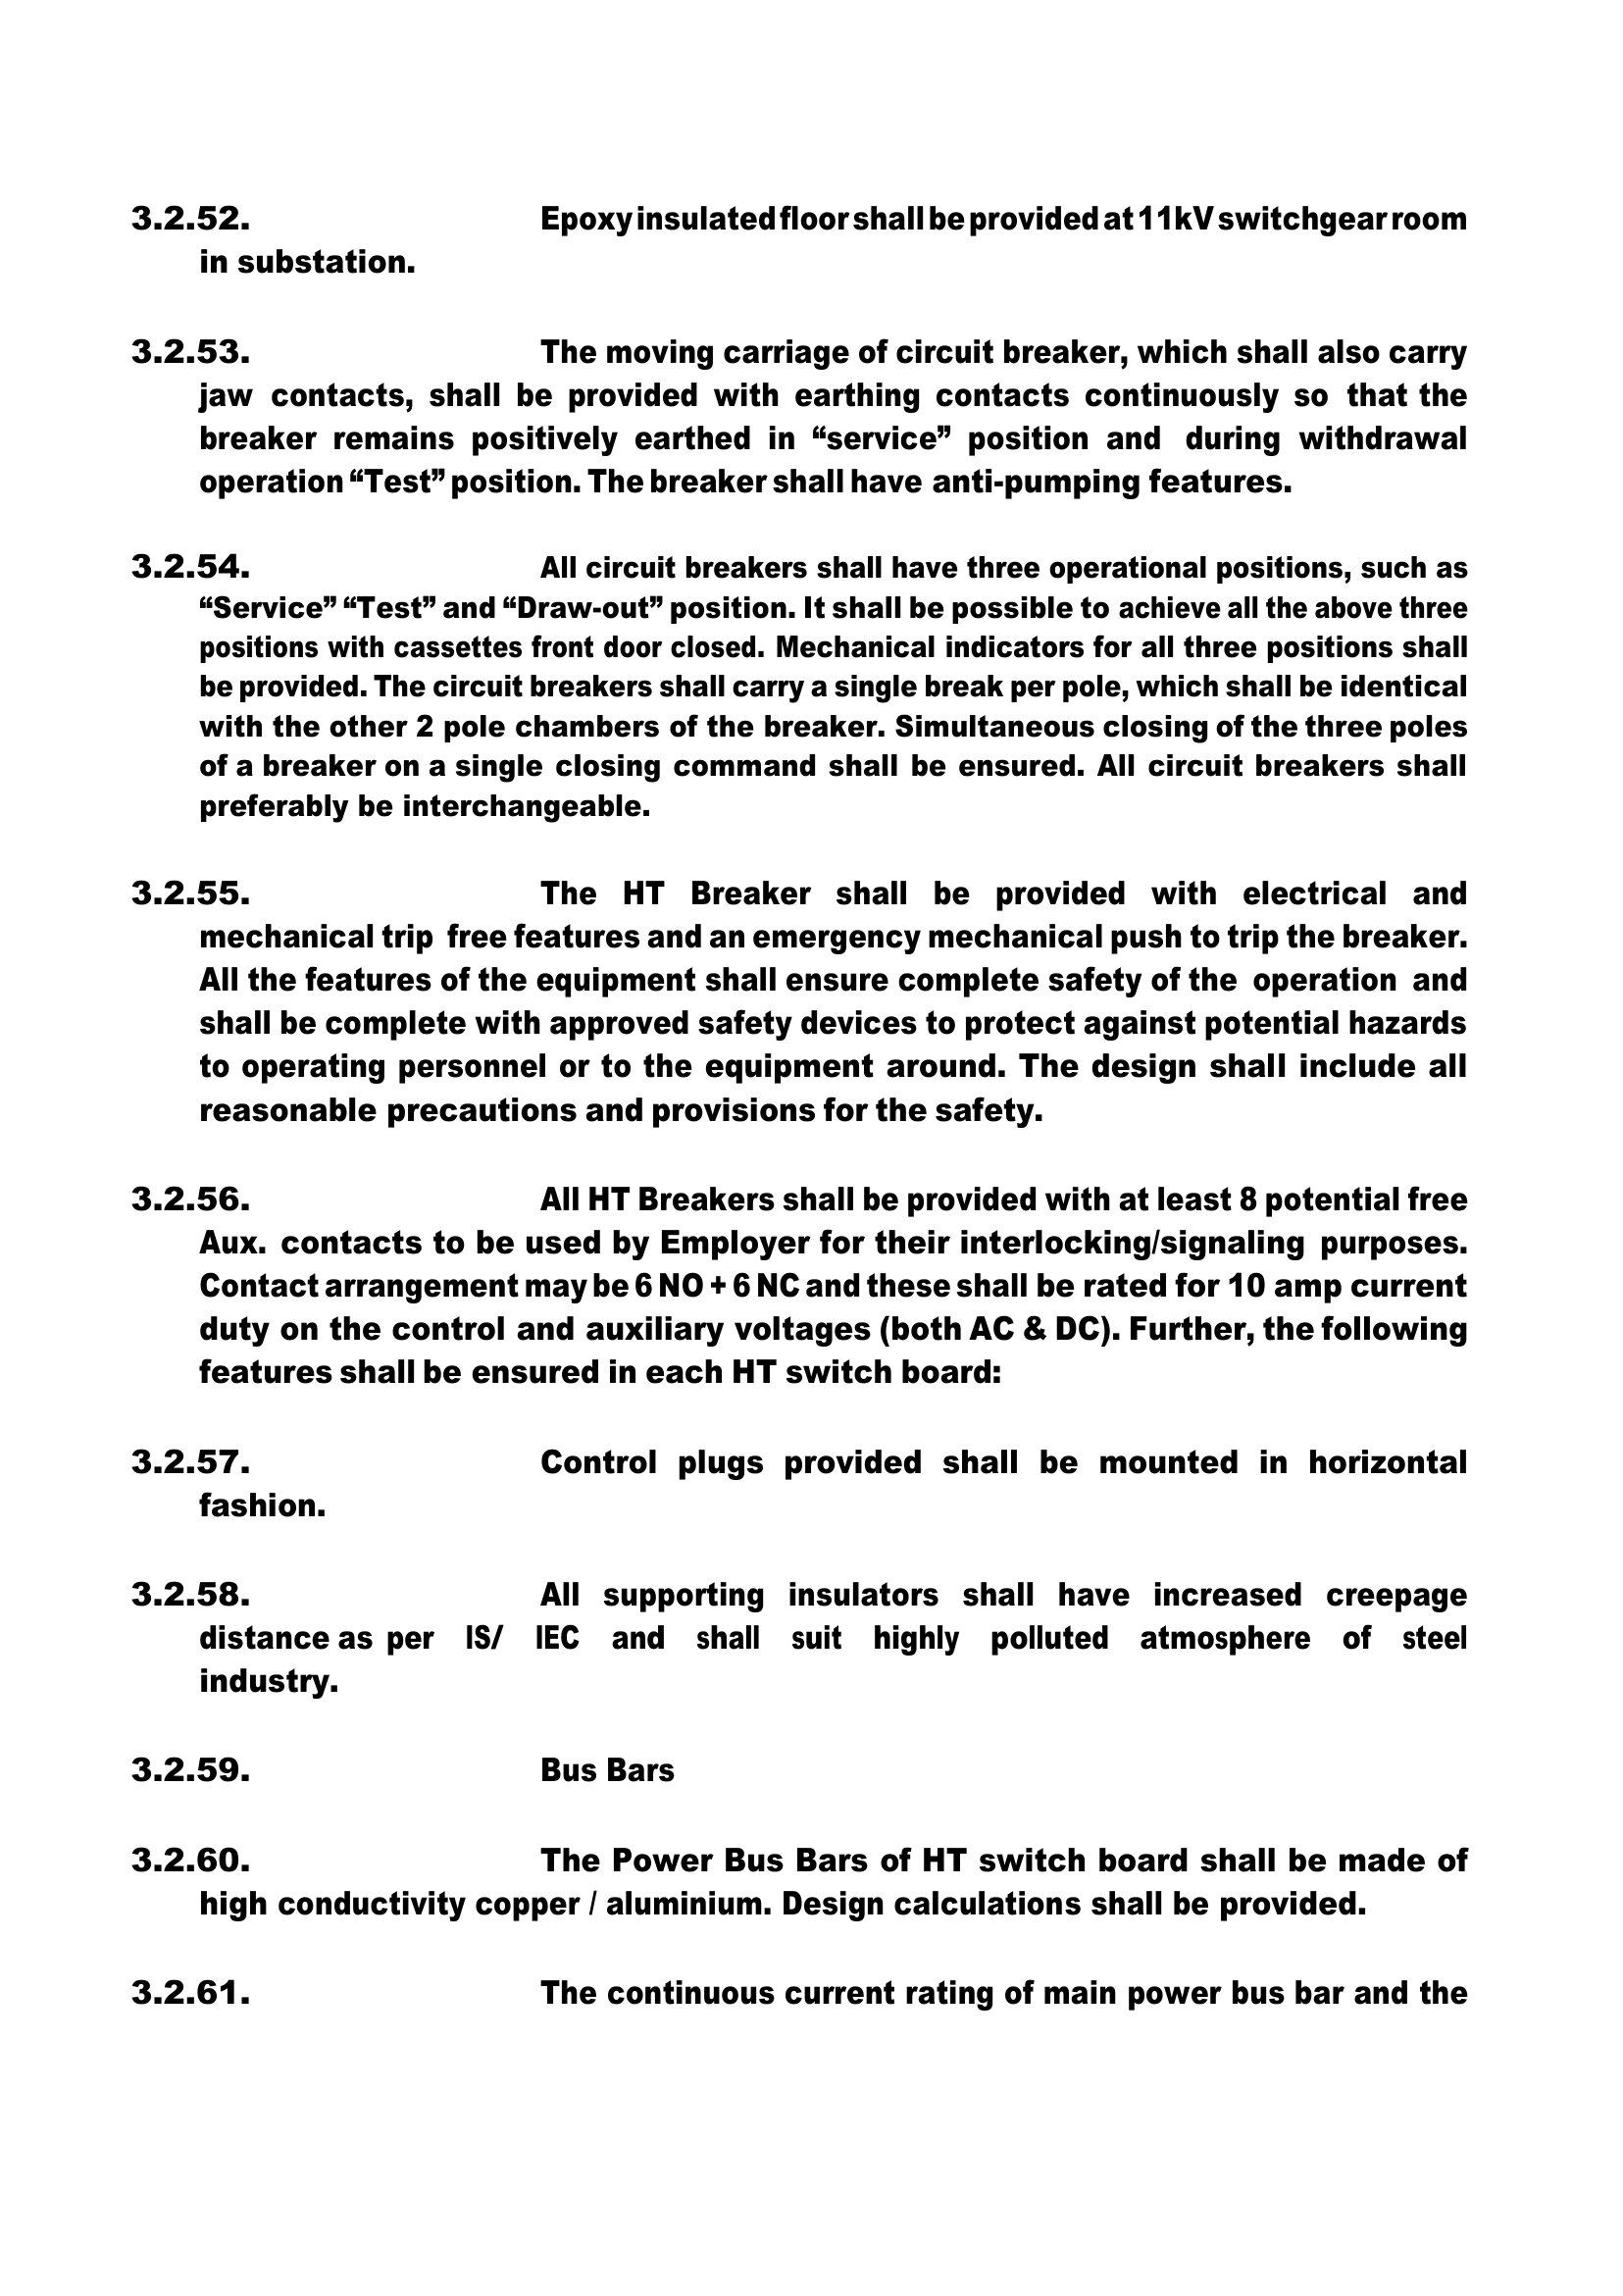 3.2.52. Epoxy insulated floor shall be provided at 11kV switchgear room
in substation.
3.2.53. The moving carriage of circuit breaker, which shall also carry
jaw contacts, shall be provided with earthing contacts continuously so that the
breaker remains positively earthed in “service” position and during withdrawal
operation “Test” position. The breaker shall have anti-pumping features.
3.2.54. All circuit breakers shall have three operational positions, such as
“Service” “Test” and “Draw-out” position. It shall be possible to achieve all the above three
positions with cassettes front door closed. Mechanical indicators for all three positions shall
be provided. The circuit breakers shall carry a single break per pole, which shall be identical
with the other 2 pole chambers of the breaker. Simultaneous closing of the three poles
of a breaker on a single closing command shall be ensured. All circuit breakers shall
preferably be interchangeable.
3.2.55. The HT Breaker shall be provided with electrical and
mechanical trip free features and an emergency mechanical push to trip the breaker.
All the features of the equipment shall ensure complete safety of the operation and
shall be complete with approved safety devices to protect against potential hazards
to operating personnel or to the equipment around. The design shall include all
reasonable precautions and provisions for the safety.
3.2.56. All HT Breakers shall be provided with at least 8 potential free
Aux. contacts to be used by Employer for their interlocking/signaling purposes.
Contact arrangement may be 6 NO + 6 NC and these shall be rated for 10 amp current
duty on the control and auxiliary voltages (both AC & DC). Further, the following
features shall be ensured in each HT switch board:
3.2.57. Control plugs provided shall be mounted in horizontal
fashion.
3.2.58. All supporting insulators shall have increased creepage
distance as per IS/ IEC and shall suit highly polluted atmosphere of steel
industry.
3.2.59. Bus Bars
3.2.60. The Power Bus Bars of HT switch board shall be made of
high conductivity copper / aluminium. Design calculations shall be provided.
3.2.61. The continuous current rating of main power bus bar and the